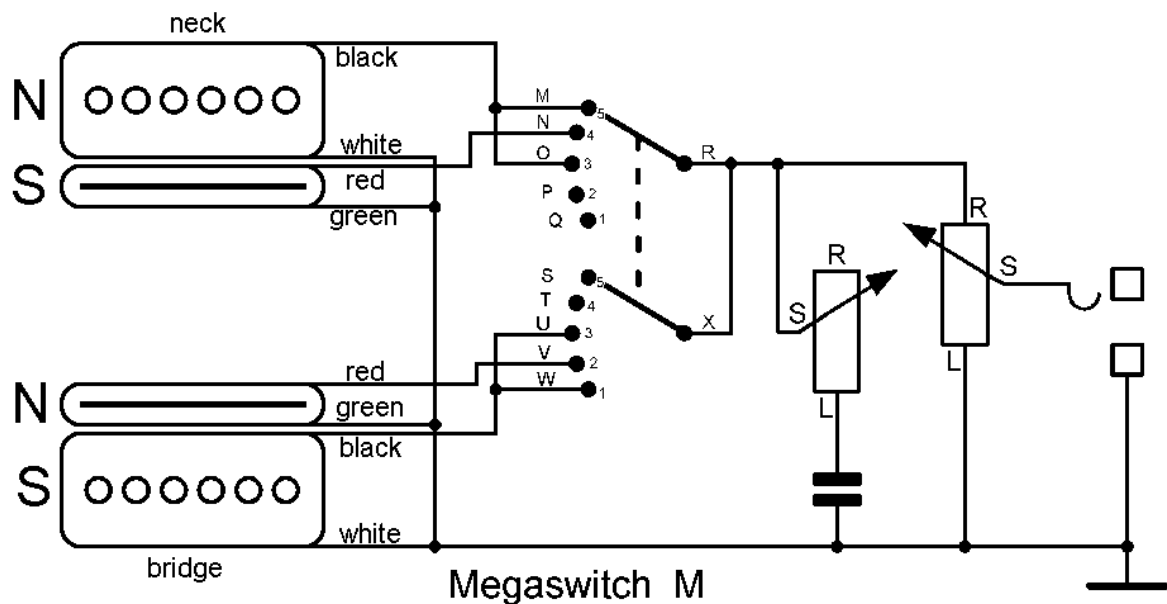 neck
black
N
white
S
red
green
M 5
N 4
O 3
P 2
Q 1
R
S 5
T 4
U 3
V 2
W 1
X
R
S
L
R
S
L
red
N
green
black
S
white
bridge
Megaswitch M